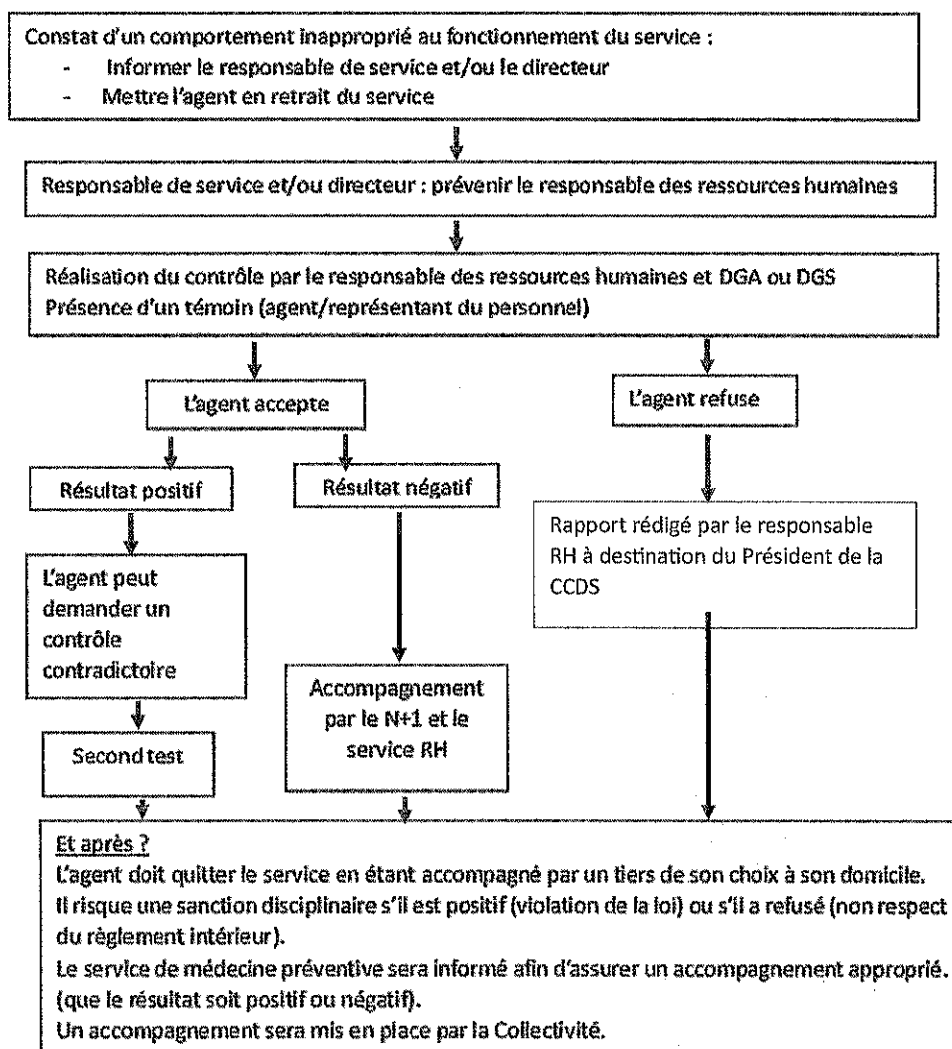 Constat d'un comportement inapproprié au fonctionnement du service :
- Informer le responsable de service et/ou le directeur
- Mettre l'agent en retrait du service
Responsable de service et/ou directeur : prévenir le responsable des ressources humaines
Réalisation du contrôle par le responsable des ressources humaines et DGA ou DGS
Présence d'un témoin (agent/représentant du personnel)
L'agent accepte
L'agent refuse
Résultat positif
Résultat négatif
Rapport rédigé par le responsable
RH à destination du Président de la
CCDS
L'agent peut
demander un
contrôle
contradictoire
Accompagnement
par le N+1 et le
service RH
Second test
Et après ?
L'agent doit quitter le service en étant accompagné par un tiers de son choix à son domicile.
Il risque une sanction disciplinaire s'il est positif (violation de la loi) ou s'il a refusé (non respect
du règlement intérieur).
Le service de médecine préventive sera informé afin d'assurer un accompagnement approprié.
(que le résultat soit positif ou négatif).
Un accompagnement sera mis en place par la Collectivité.